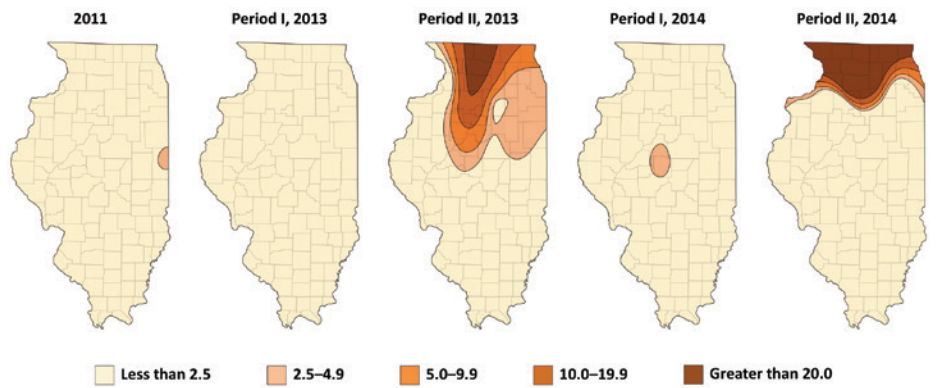 2011 Period I, 2013 Period II, 2013 Period I, 2014 Period II, 2014
Less than 2.5 2.5–4.9 5.0–9.9 10.0–19.9 Greater than 20.0